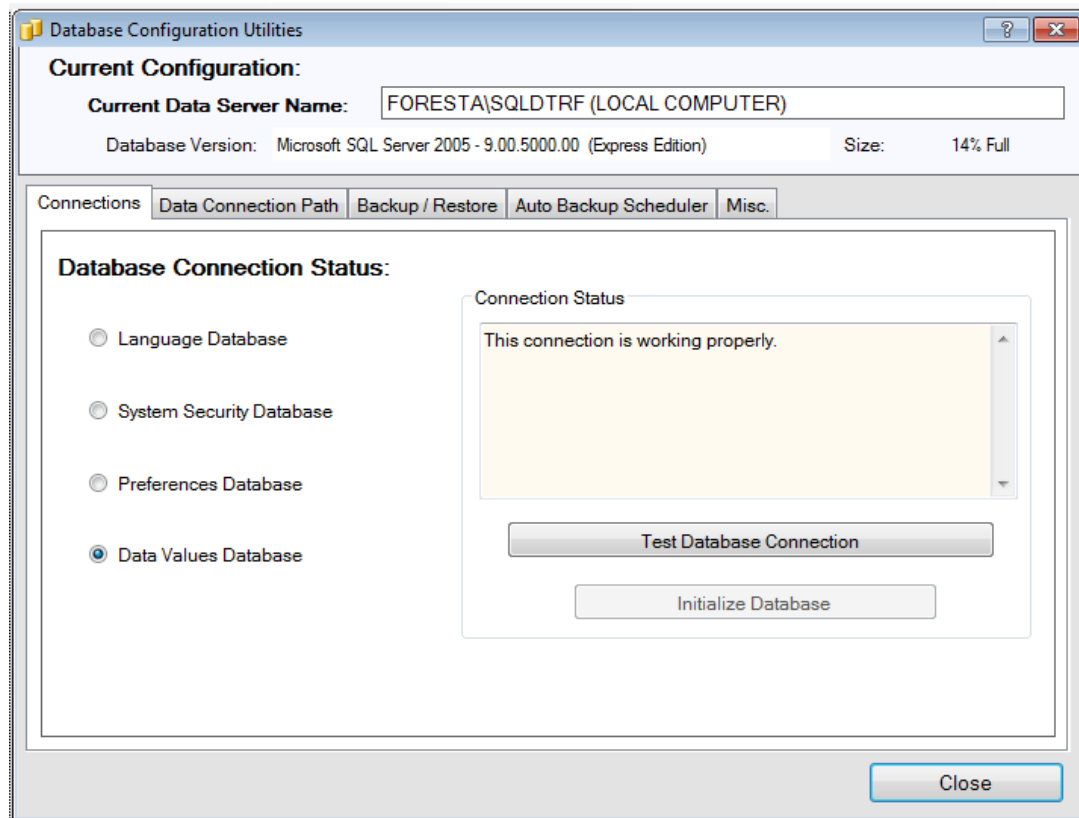 Database Configuration Utilities
Current Configuration:
Current Data Server Name: FORESTA\SQLDTRF (LOCAL COMPUTER)
Database Version: Microsoft SQL Server 2005 - 9.00.5000.00 (Express Edition) Size: 14% Full
Connections Data Connection Path Backup / Restore Auto Backup Scheduler Misc.
Database Connection Status:
Language Database
System Security Database
Preferences Database
Data Values Database
Connection Status
This connection is working properly.
Test Database Connection
Initialize Database
Close